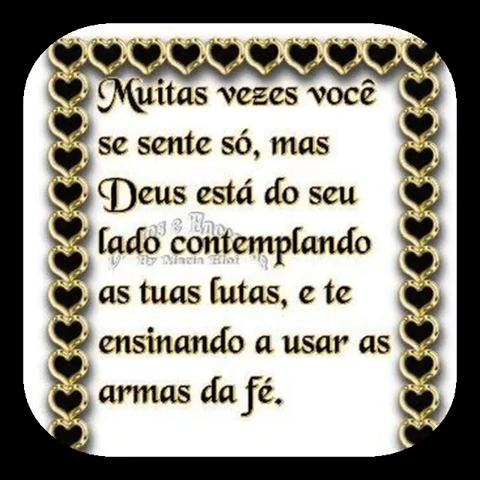 Muitas vezes você
se sente só, mas
Deus está do seu
lado contemplando
as tuas lutas, e te
ensinando a usar as
armas da fé.